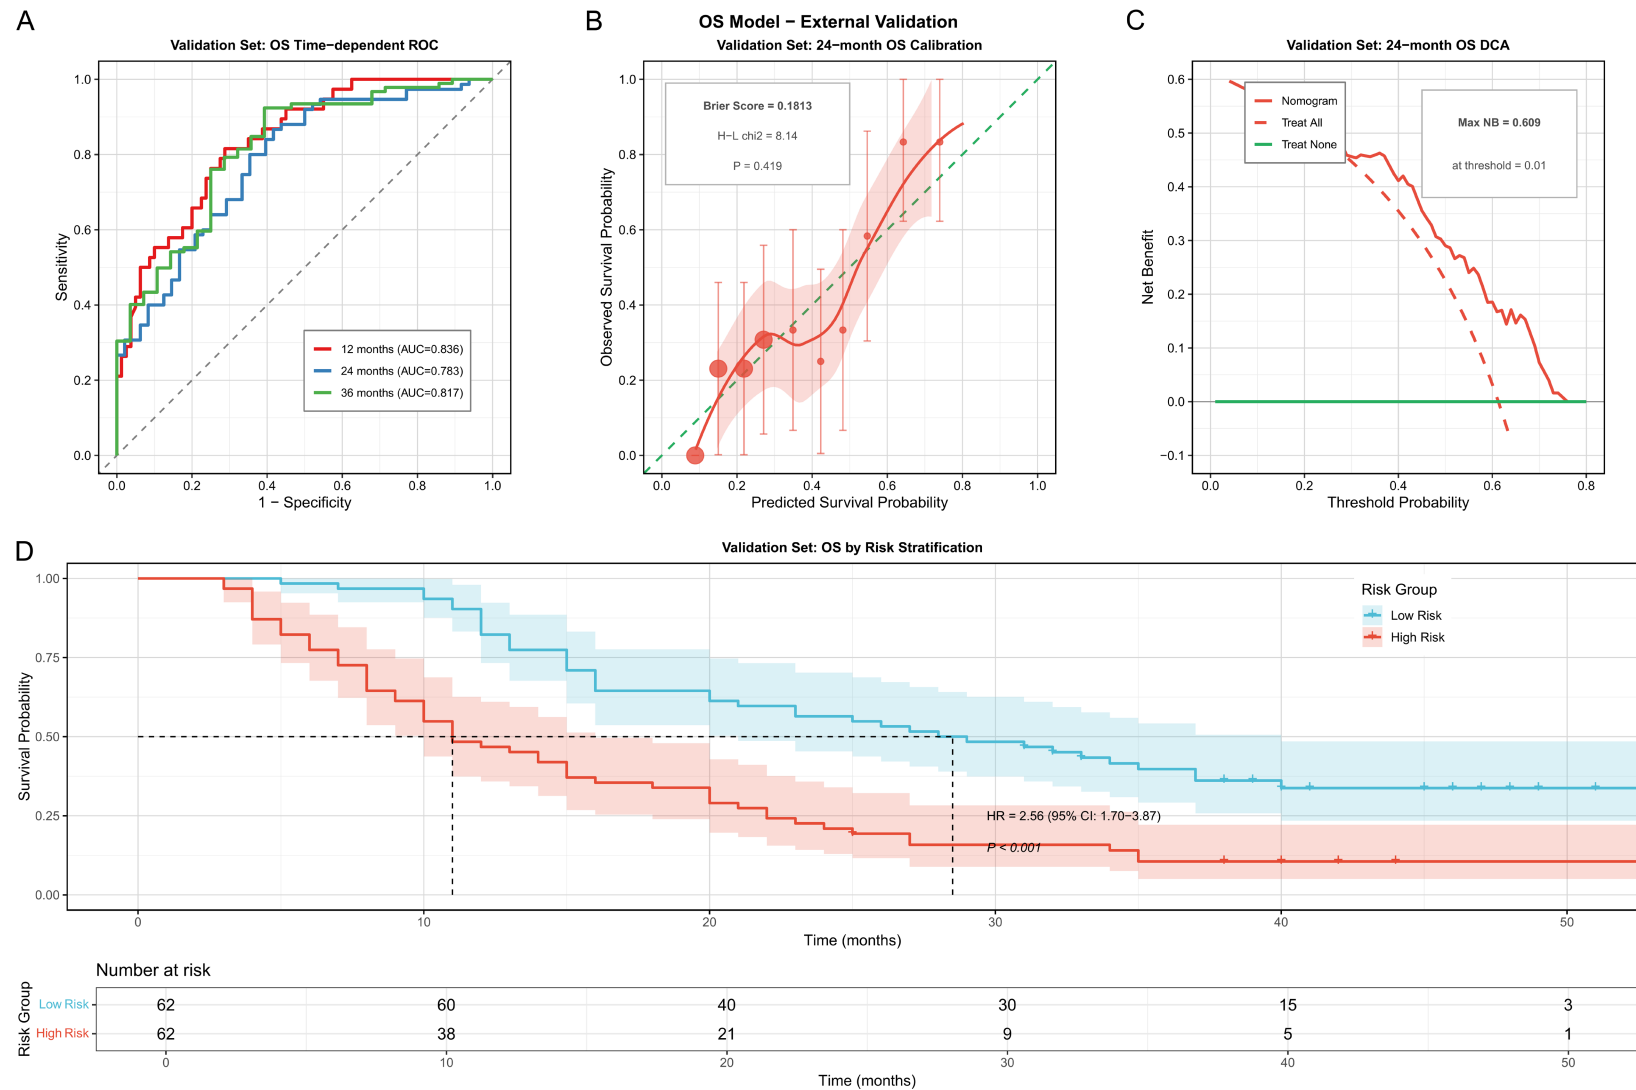 A
B
OS Model − External Validation
C
Validation Set: OS Time−dependent ROC
Validation Set: 24−month OS Calibration
Validation Set: 24−month OS DCA
Sensitivity
1.0
0.8
0.6
0.4
0.2
0.0
12 months (AUC=0.836)
24 months (AUC=0.783)
36 months (AUC=0.817)
0.0 0.2 0.4 0.6 0.8 1.0
1 − Specificity
Observed Survival Probability
1.0
0.8
0.6
0.4
0.2
0.0
Brier Score = 0.1813
H−L chi2 = 8.14
P = 0.419
0.0 0.2 0.4 0.6 0.8 1.0
Predicted Survival Probability
Net Benefit
0.6
0.5
0.4
0.3
0.2
0.1
0.0
−0.1
Nomogram
Treat All
Treat None
Max NB = 0.609
at threshold = 0.01
0.0 0.2 0.4 0.6 0.8
Threshold Probability
D
Validation Set: OS by Risk Stratification
Survival Probability
1.00
0.75
0.50
0.25
0.00
Risk Group
Low Risk
High Risk
HR = 2.56 (95% CI: 1.70−3.87)
P < 0.001
0 10 20 30 40 50
Time (months)
Number at risk
Risk Group
Low Risk 62 60 40 30 15 3
High Risk 62 38 21 9 5 1
0 10 20 30 40 50
Time (months)